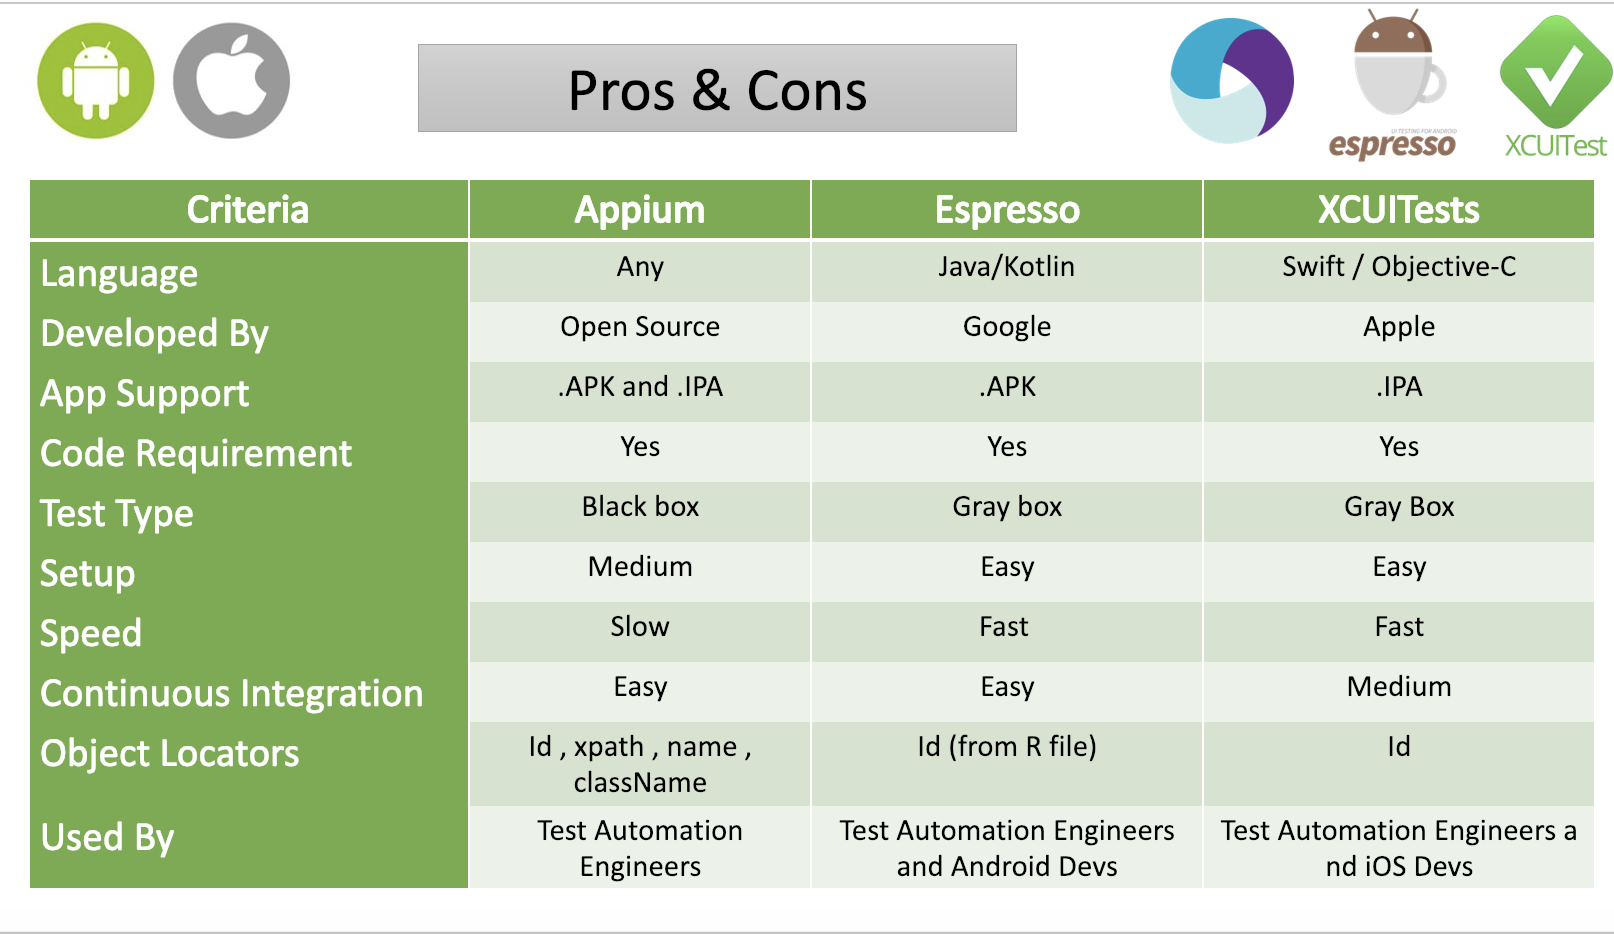 Pros & Cons
UI TESTING FOR ANDROID
espresso
XCUITest
Criteria Appium Espresso XCUITests
Language Any Java/Kotlin Swift / Objective-C
Developed By Open Source Google Apple
App Support .APK and .IPA .APK .IPA
Code Requirement Yes Yes Yes
Test Type Black box Gray box Gray Box
Setup Medium Easy Easy
Speed Slow Fast Fast
Continuous Integration Easy Easy Medium
Object Locators Id , xpath , name , Id (from R file) Id
className
Used By Test Automation Test Automation Engineers Test Automation Engineers a
Engineers and Android Devs nd iOS Devs